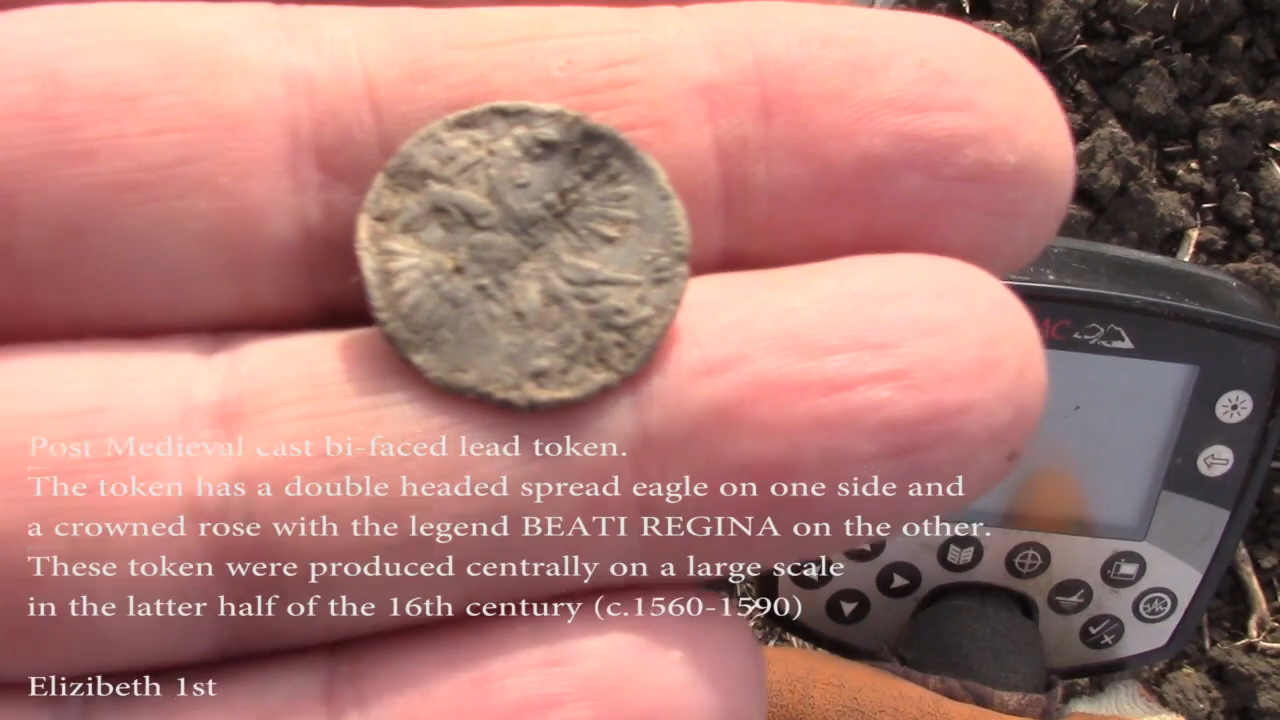 AC
Post Medieval cast bi-faced lead token.
The token has a double headed spread eagle on one side and
a crowned rose with the legend BEATI REGINA on the other.
These token were produced centrally on a large scale
in the latter half of the 16th century (c.1560-1590)
Elizibeth 1st